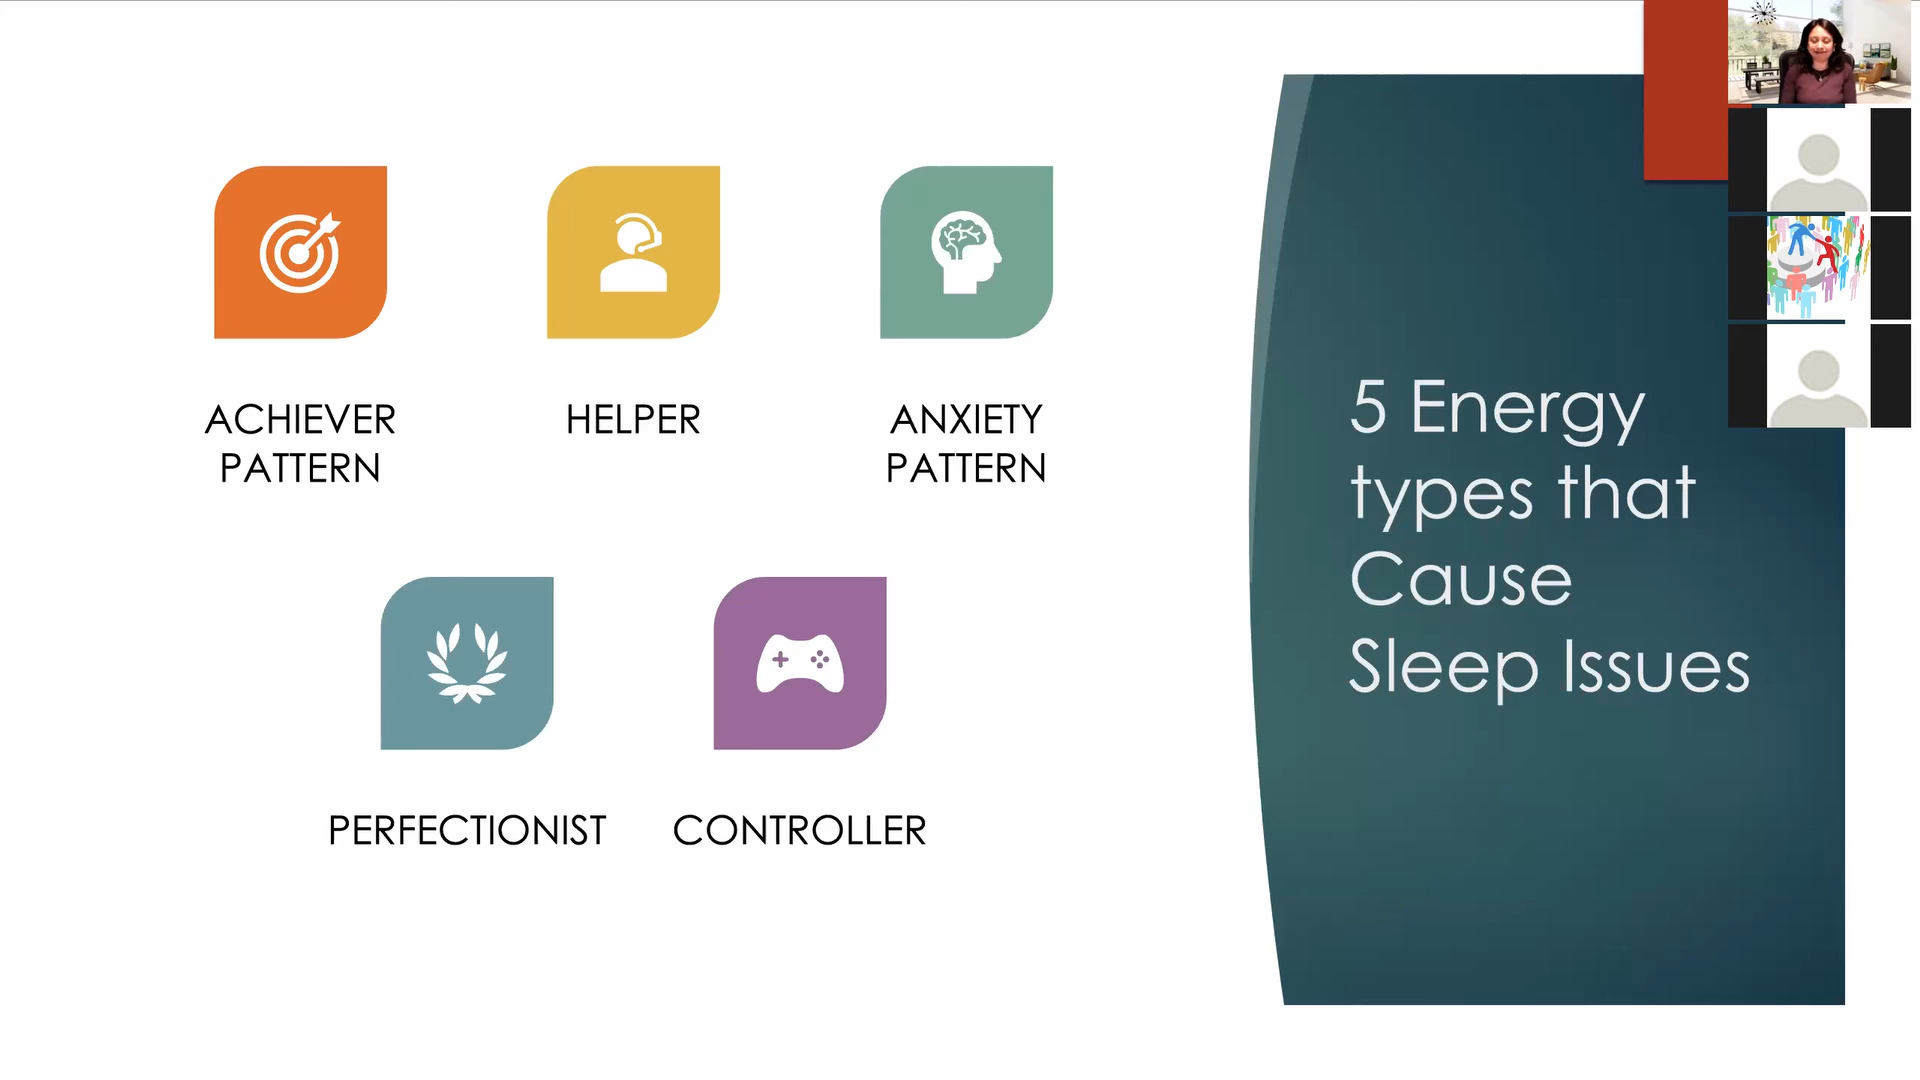 ACHIEVER
PATTERN
HELPER
ANXIETY
PATTERN
PERFECTIONIST
CONTROLLER
5 Energy
types that
Cause
Sleep Issues